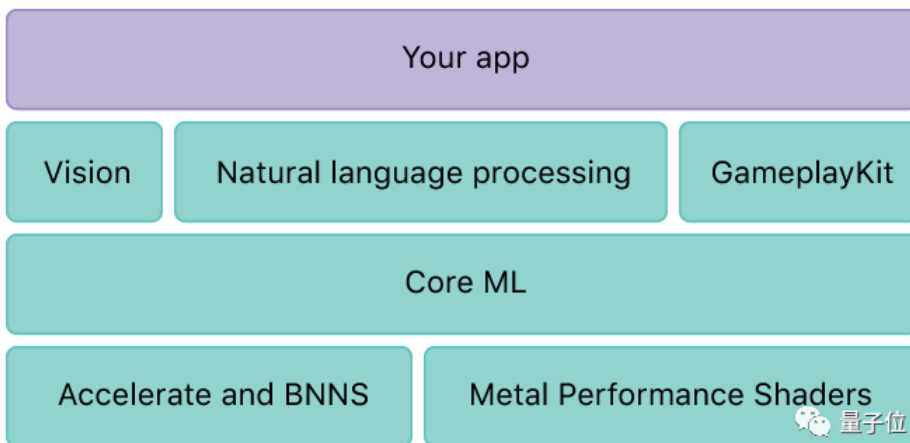 Your app
Vision
Natural language processing
GameplayKit
Core ML
Accelerate and BNNS
Metal Performance Shaders
量子位